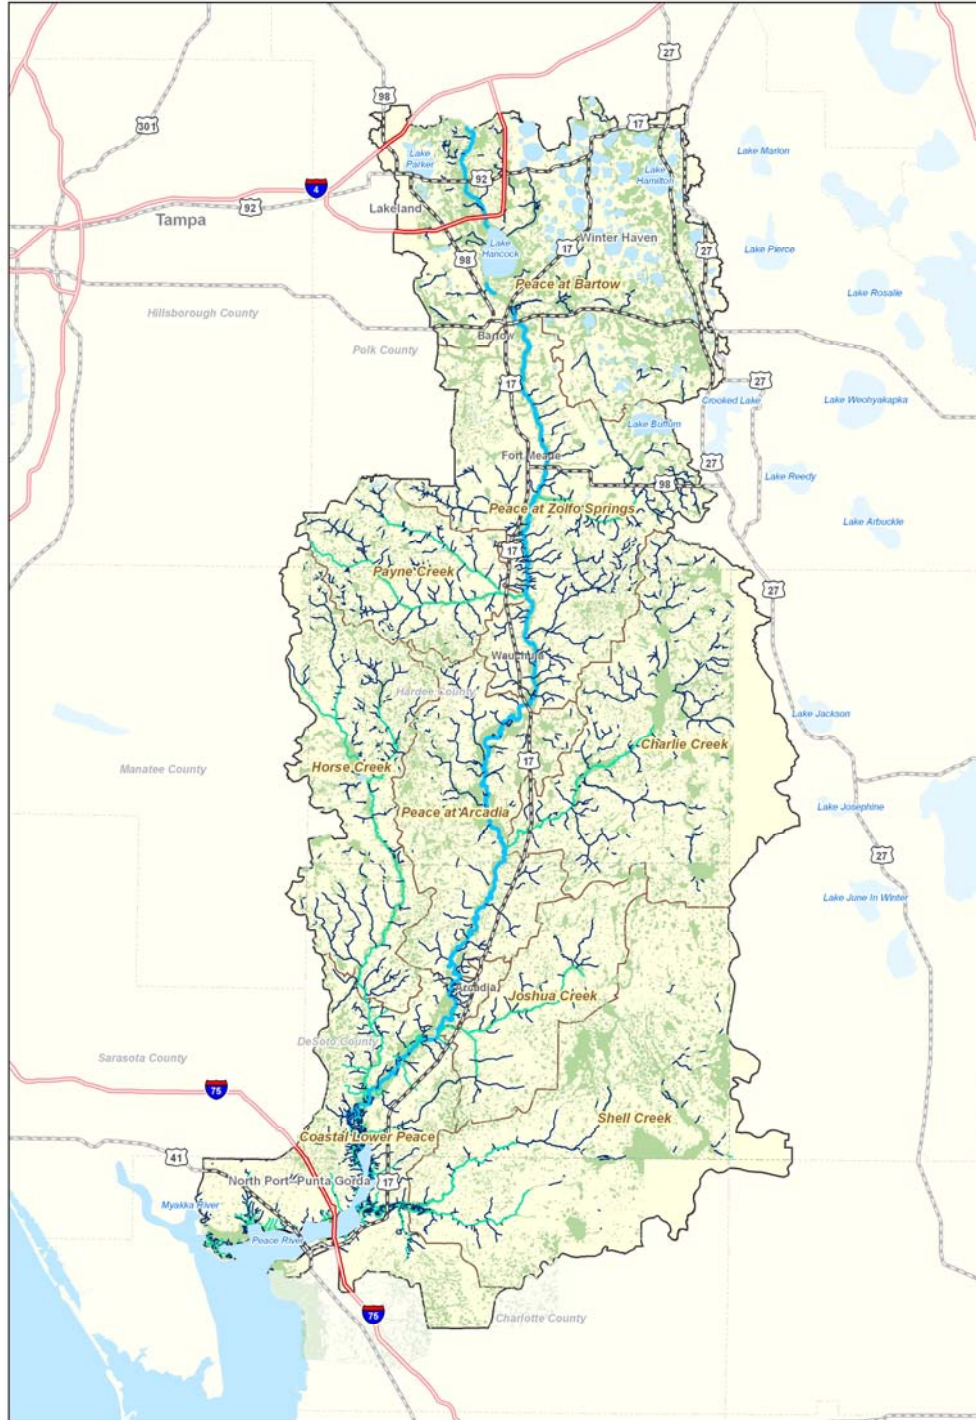 27
98
17
301
Lake Marion
Lake
Parker
92
Lake
Hamilton
4
92
Tampa
Lakeland
Lake
Hancock
17
Winter Haven
27
Lake Pierce
98
Peace at Bartow
Lake Rosalie
Hillsborough County
Bartow
Polk County
17
27
Crooked Lake
Lake Weohyakapka
Lake Buffum
Fort Meade
27
Lake Reedy
98
Peace at Zolfo Springs
Lake Arbuckle
17
Payne Creek
27
Wauchula
Hardee County
Lake Jackson
Charlie Creek
Horse Creek
17
Manatee County
Lake Josephine
Peace at Arcadia
27
Lake June In Winter
Arcadia
Joshua Creek
DeSoto County
Sarasota County
75
Shell Creek
Coastal Lower Peace
41
North Port-Punta Gorda
17
Myakka River
Peace River
75
Charlotte County